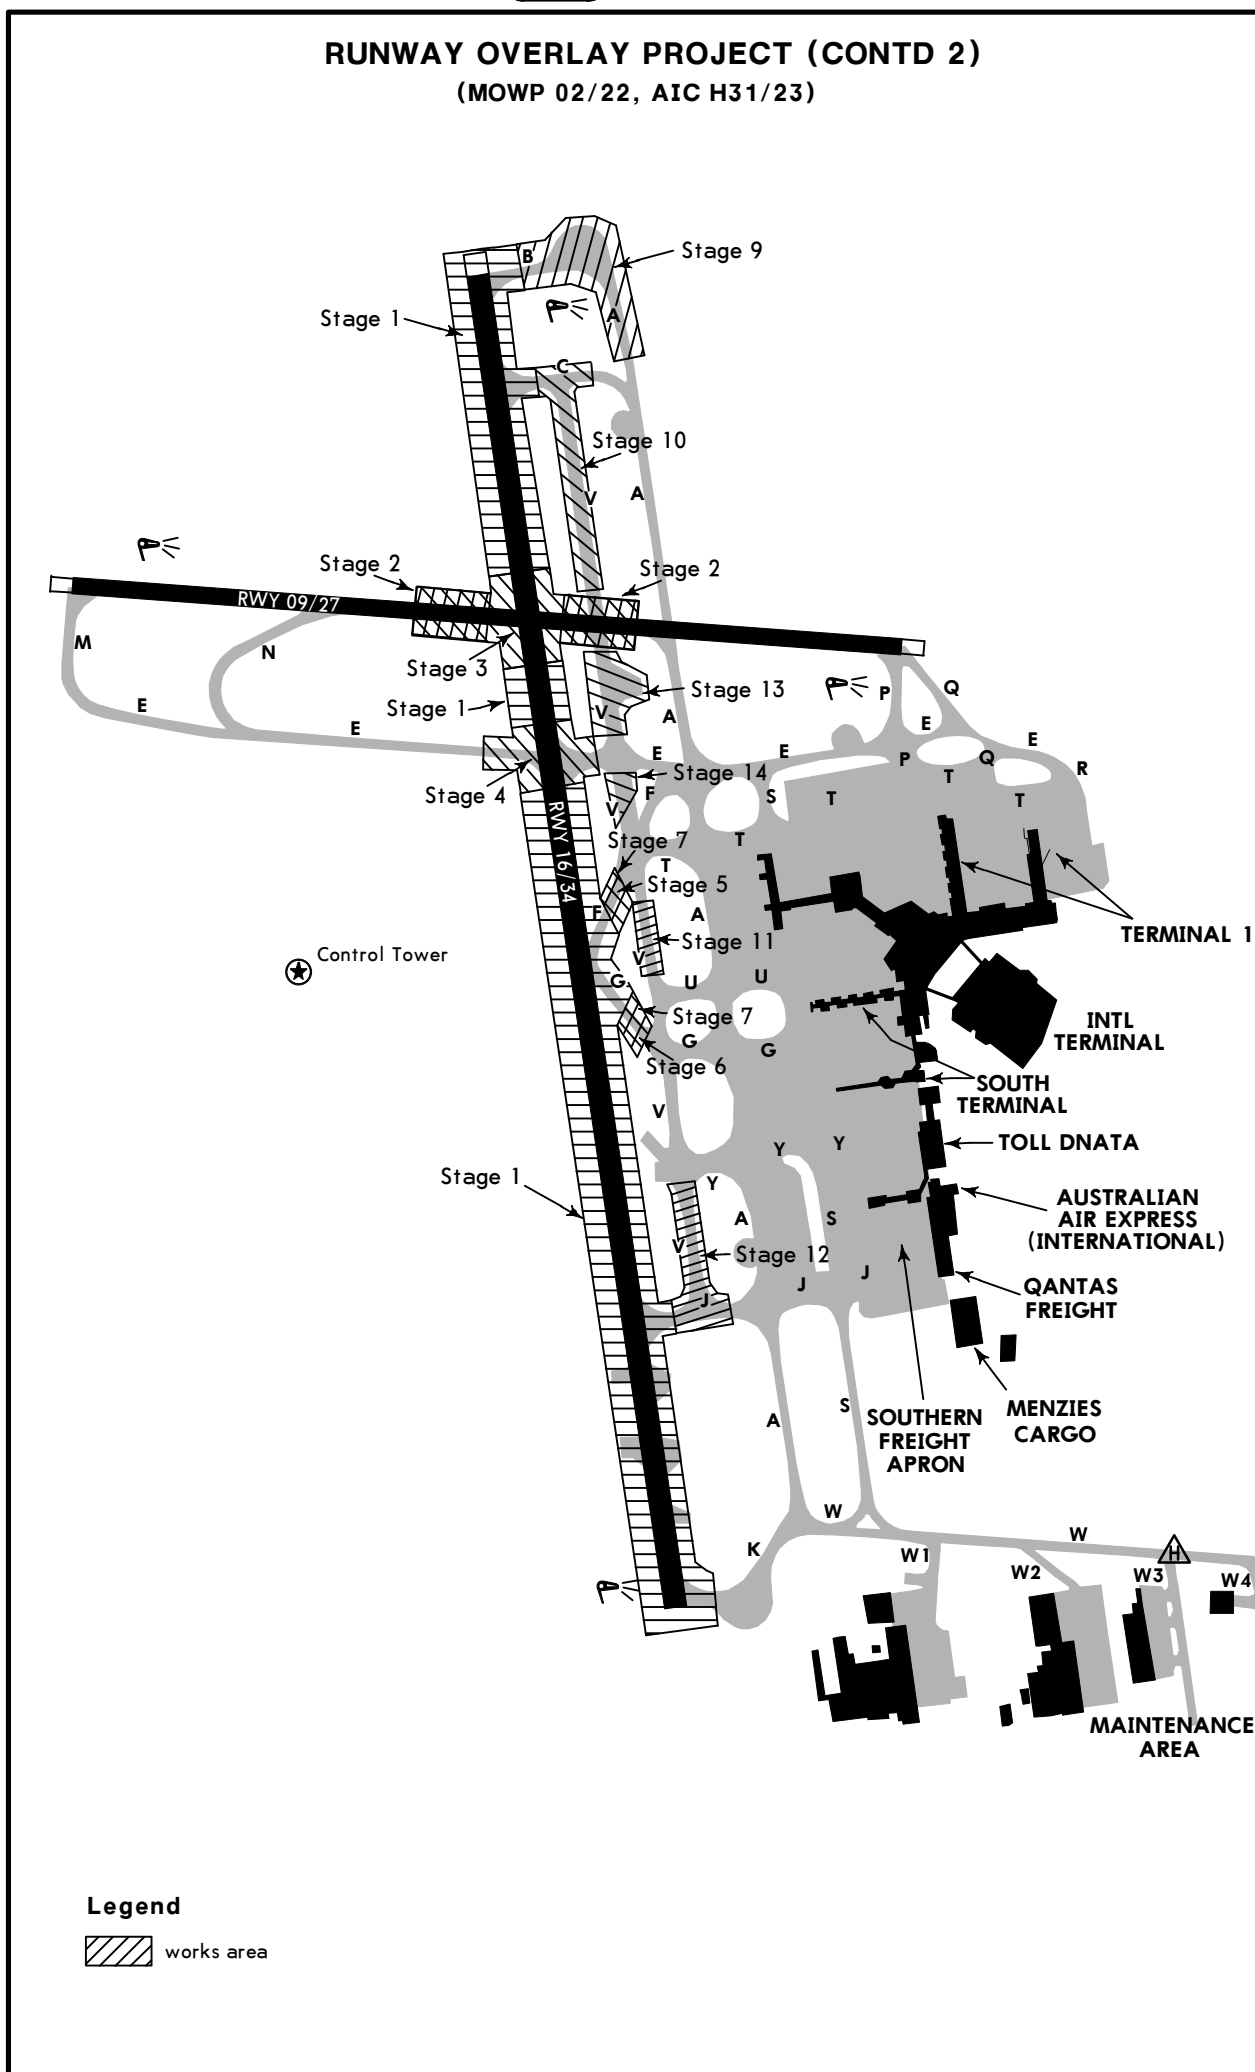 RUNWAY OVERLAY PROJECT (CONTD 2)
(MOWP 02/22, AIC H31/23)
B
Stage 9
A
Stage 1
C
Stage 10
V
A
Stage 2
Stage 2
RWY 09/27
M
N
Stage 3
Stage 13
P
Q
E
Stage 1
V
A
E
E
E
E
E
P
Q
R
Stage 14
T
Stage 4
F
S
T
T
V
RWY 16/34
Stage 7
T
T
Stage 5
F
A
TERMINAL 1
Stage 11
Control Tower
V
G
U
U
Stage 7
INTL
TERMINAL
G
G
Stage 6
SOUTH
TERMINAL
V
Y
Y
TOLL DNATA
Stage 1
Y
AUSTRALIAN
AIR EXPRESS
(INTERNATIONAL)
A
S
V
Stage 12
J
J
J
QANTAS
FREIGHT
S
A
SOUTHERN
FREIGHT
APRON
MENZIES
CARGO
W
W
K
W1
H
W2
W3
W4
MAINTENANCE
AREA
Legend
works area